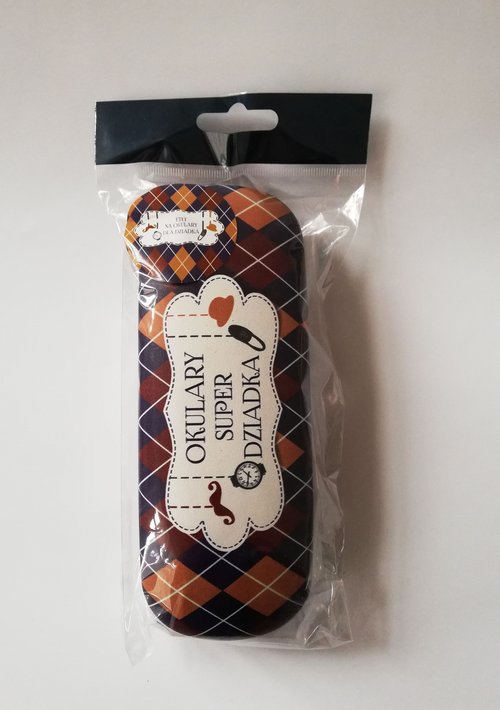 ETUI
NA OKULARY
DLA DZIADKA
OKULARY
SUPER
DZIADKA